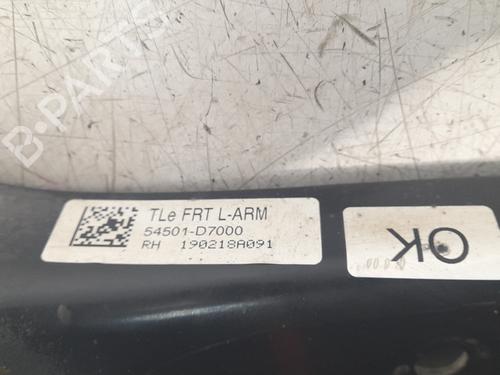 B-PARTS
TLe FRT L-ARM
54501-D7000
RH 190218A091
OK